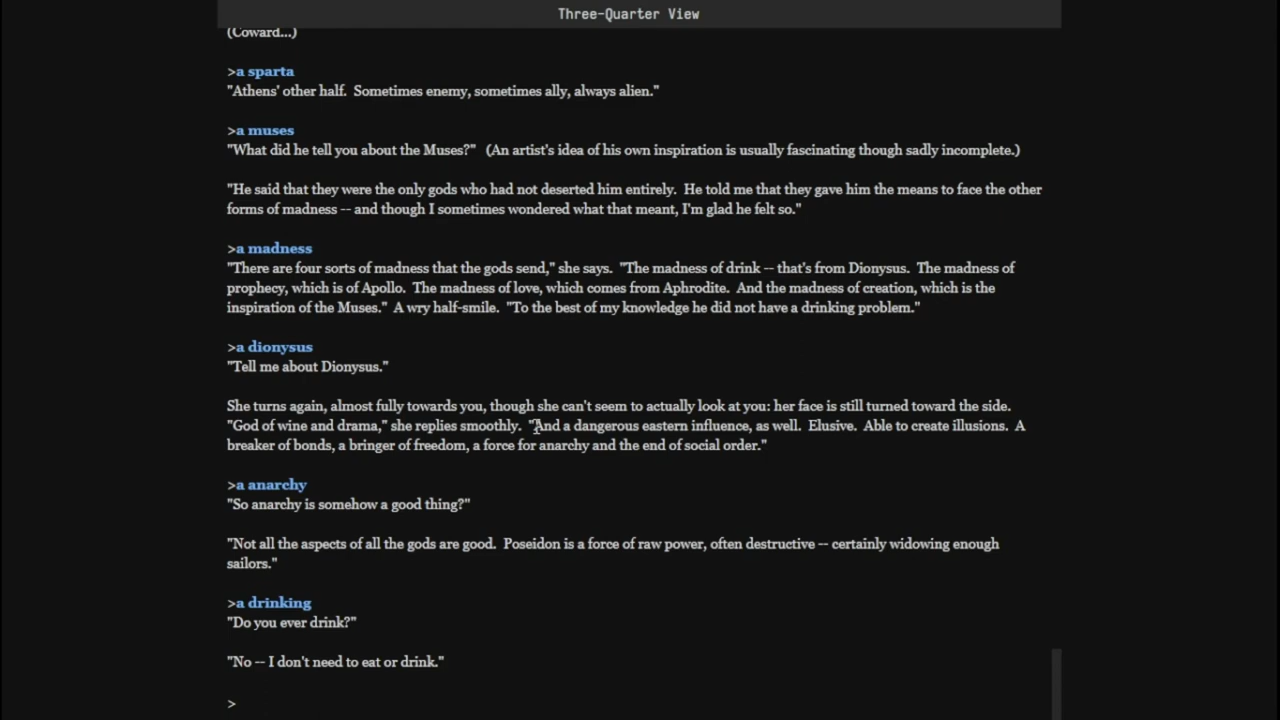 Three-Quarter View
(Coward...)
>a sparta
"Athens' other half.  Sometimes enemy, sometimes ally, always alien."
>a muses
"What did he tell you about the Muses?"  (An artist's idea of his own inspiration is usually fascinating though sadly incomplete.)
"He said that they were the only gods who had not deserted him entirely.  He told me that they gave him the means to face the other
forms of madness -- and though I sometimes wondered what that meant, I'm glad he felt so."
>a madness
"There are four sorts of madness that the gods send," she says.  "The madness of drink -- that's from Dionysus.  The madness of
prophecy, which is of Apollo.  The madness of love, which comes from Aphrodite.  And the madness of creation, which is the
inspiration of the Muses."  A wry half-smile.  "To the best of my knowledge he did not have a drinking problem."
>a dionysus
"Tell me about Dionysus."
She turns again, almost fully towards you, though she can't seem to actually look at you: her face is still turned toward the side.
"God of wine and drama," she replies smoothly.  "And a dangerous eastern influence, as well.  Elusive.  Able to create illusions.  A
breaker of bonds, a bringer of freedom, a force for anarchy and the end of social order."
>a anarchy
"So anarchy is somehow a good thing?"
"Not all the aspects of all the gods are good.  Poseidon is a force of raw power, often destructive -- certainly widowing enough
sailors."
>a drinking
"Do you ever drink?"
"No -- I don't need to eat or drink."
>